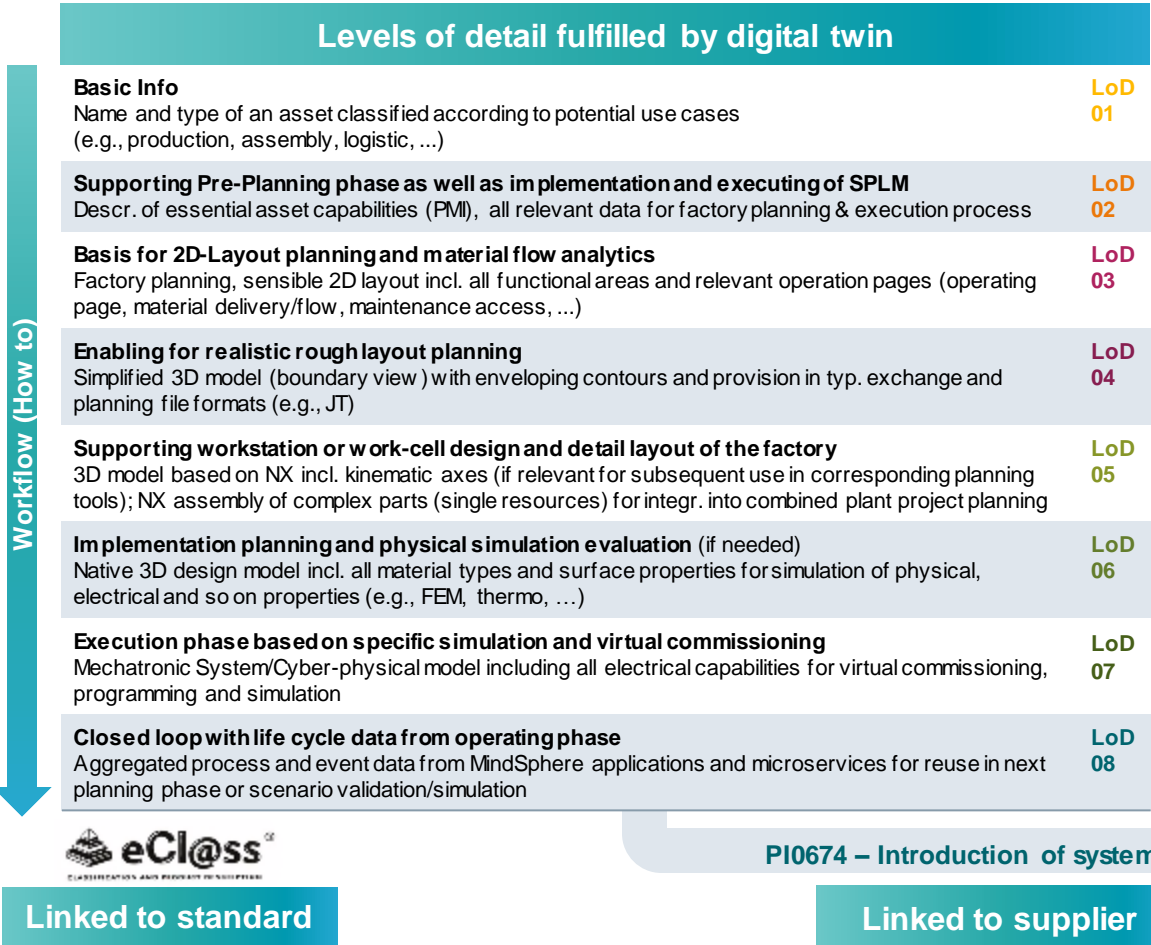 Levels of detail fulfilled by digital twin
Workflow (How to)
Basic Info
LoD
Name and type of an asset classified according to potential use cases
01
(e.g., production, assembly, logistic, ...)
Supporting Pre-Planning phase as well as implementation and executing of SPLM
LoD
Descr. of essential asset capabilities (PMI), all relevant data for factory planning & execution process
02
Basis for 2D-Layout planning and material flow analytics
LoD
Factory planning, sensible 2D layout incl. all functional areas and relevant operation pages (operating
03
page, material delivery/flow, maintenance access, ...)
Enabling for realistic rough layout planning
LoD
Simplified 3D model (boundary view) with enveloping contours and provision in typ. exchange and
04
planning file formats (e.g., JT)
Supporting workstation or work-cell design and detail layout of the factory
LoD
3D model based on NX incl. kinematic axes (if relevant for subsequent use in corresponding planning
05
tools); NX assembly of complex parts (single resources) for integr. into combined plant project planning
Implementation planning and physical simulation evaluation (if needed)
LoD
Native 3D design model incl. all material types and surface properties for simulation of physical,
06
electrical and so on properties (e.g., FEM, thermo, …)
Execution phase based on specific simulation and virtual commissioning
LoD
Mechatronic System/Cyber-physical model including all electrical capabilities for virtual commissioning,
07
programming and simulation
Closed loop with life cycle data from operating phase
LoD
Aggregated process and event data from MindSphere applications and microservices for reuse in next
08
planning phase or scenario validation/simulation
eCl@ss
CLASSIFICATION AND PRODUCT DESCRIPTION
PI0674 – Introduction of system
Linked to standard
Linked to supplier